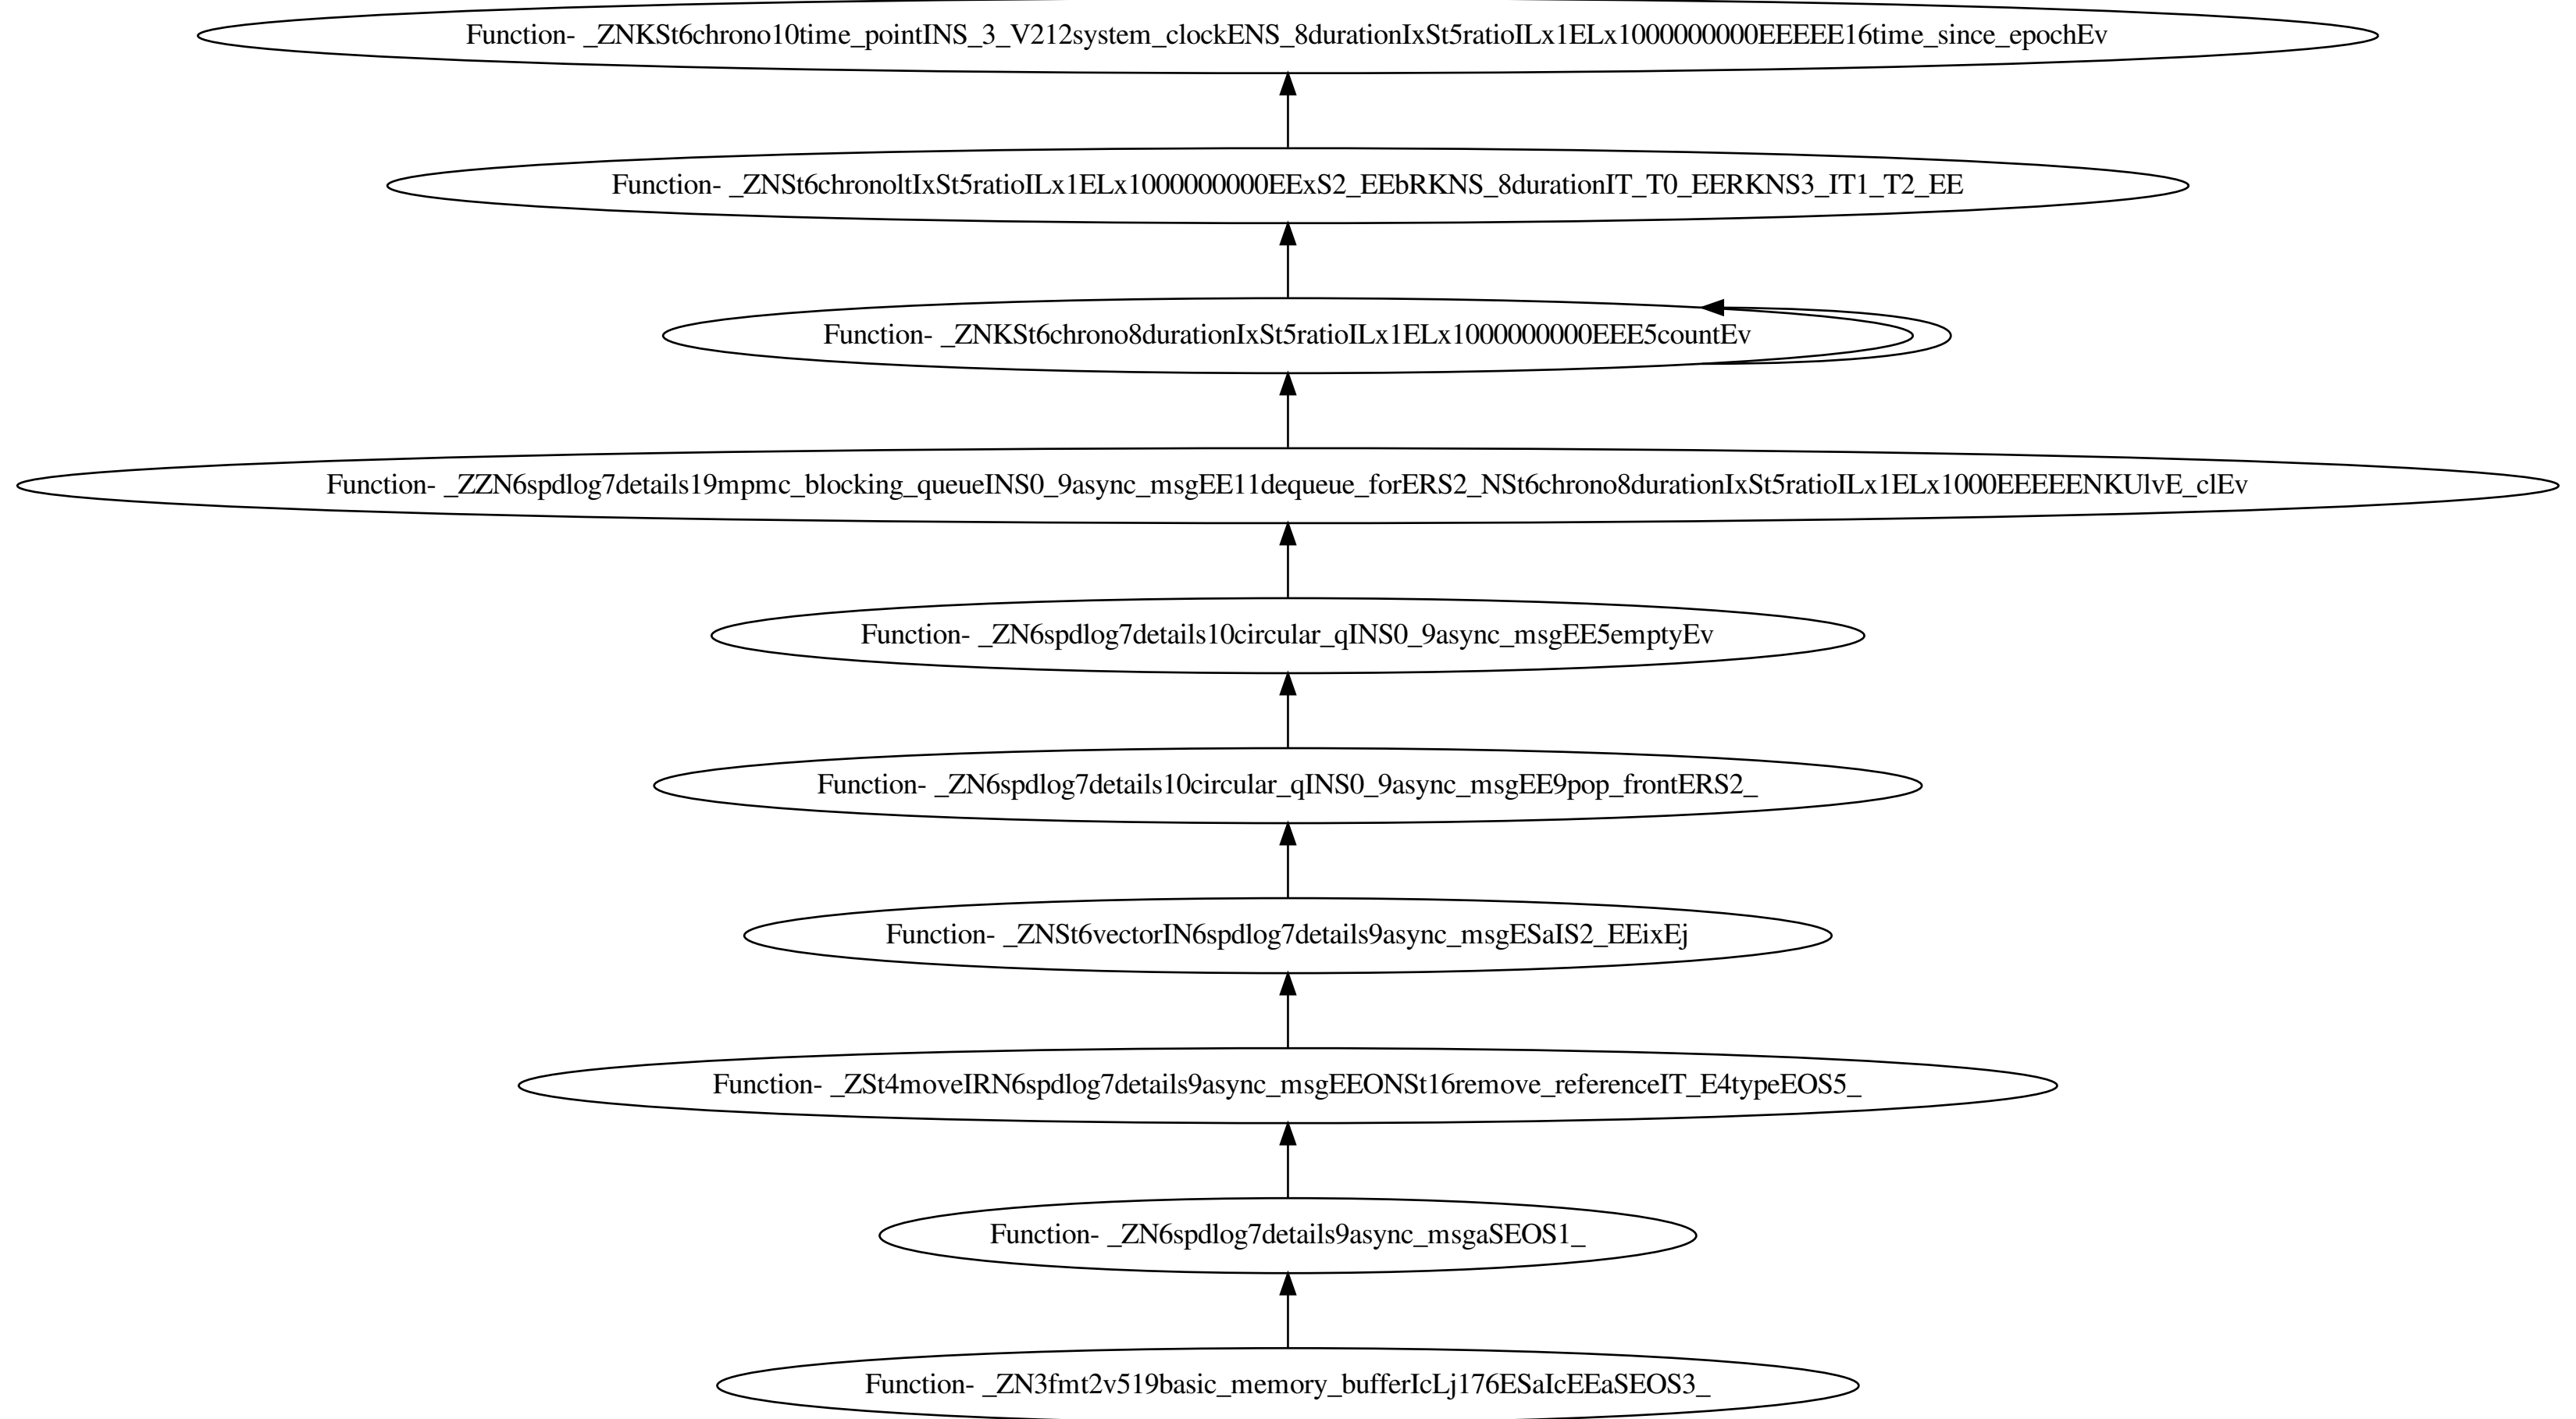 Function- _ZNKSt6chrono10time_pointINS_3_V212system_clockENS_8durationIxSt5ratioILx1ELx1000000000EEEEE16time_since_epochEv
Function- _ZNSt6chronoltIxSt5ratioILx1ELx1000000000EExS2_EEbRKNS_8durationIT_T0_EERKNS3_IT1_T2_EE
Function- _ZNKSt6chrono8durationIxSt5ratioILx1ELx1000000000EEE5countEv
Function- _ZZN6spdlog7details19mpmc_blocking_queueINS0_9async_msgEE11dequeue_forERS2_NSt6chrono8durationIxSt5ratioILx1ELx1000EEEEENKUlvE_clEv
Function- _ZN6spdlog7details10circular_qINS0_9async_msgEE5emptyEv
Function- _ZN6spdlog7details10circular_qINS0_9async_msgEE9pop_frontERS2_
Function- _ZNSt6vectorIN6spdlog7details9async_msgESaIS2_EEixEj
Function- _ZSt4moveIRN6spdlog7details9async_msgEEONSt16remove_referenceIT_E4typeEOS5_
Function- _ZN6spdlog7details9async_msgaSEOS1_
Function- _ZN3fmt2v519basic_memory_bufferIcLj176ESaIcEEaSEOS3_